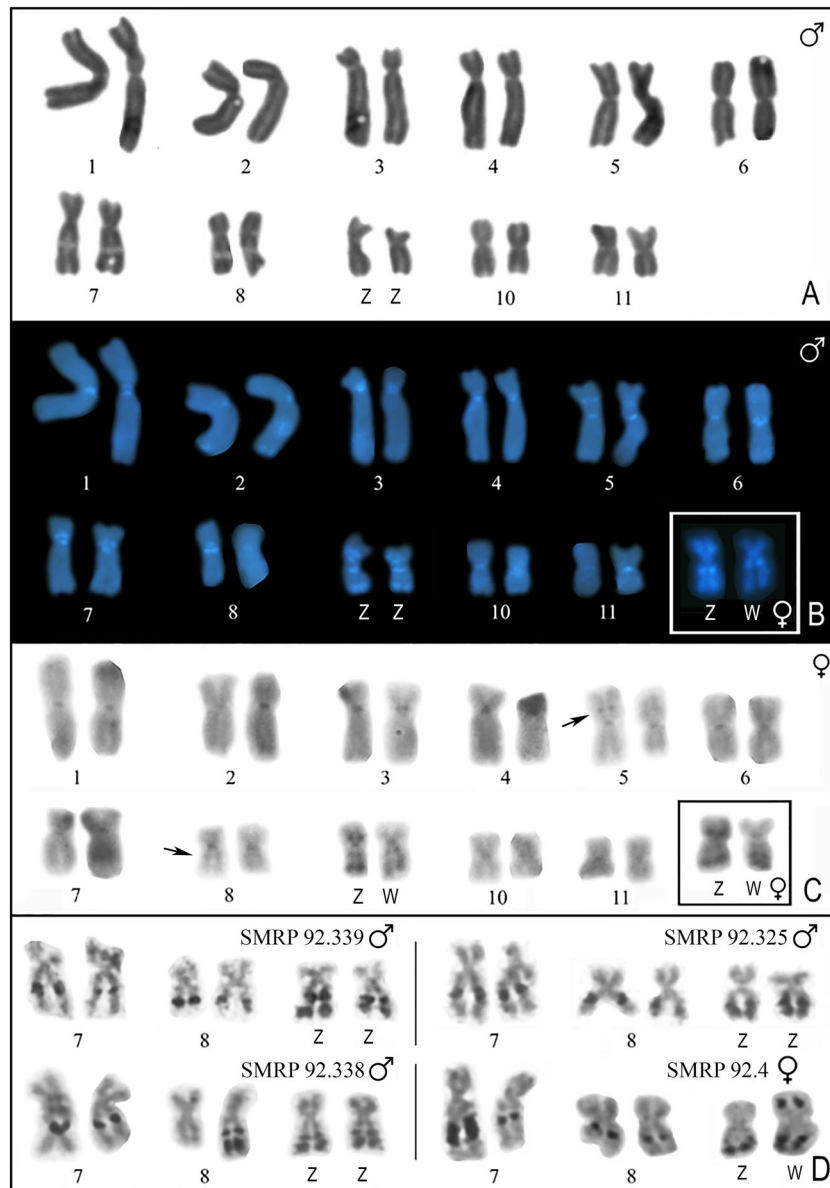 ♂
1 2 3 4 5 6
7 8 Z Z 10 11
A
♂
1 2 3 4 5 6
7 8 Z Z 10 11
Z W ♀ B
♀
1 2 3 4 5 6
7 8 Z W 10 11
Z W ♀ C
SMRP 92.339 ♂
7 8 Z Z
SMRP 92.325 ♂
7 8 Z Z
SMRP 92.338 ♂
7 8 Z Z
SMRP 92.4 ♀
7 8 Z W D